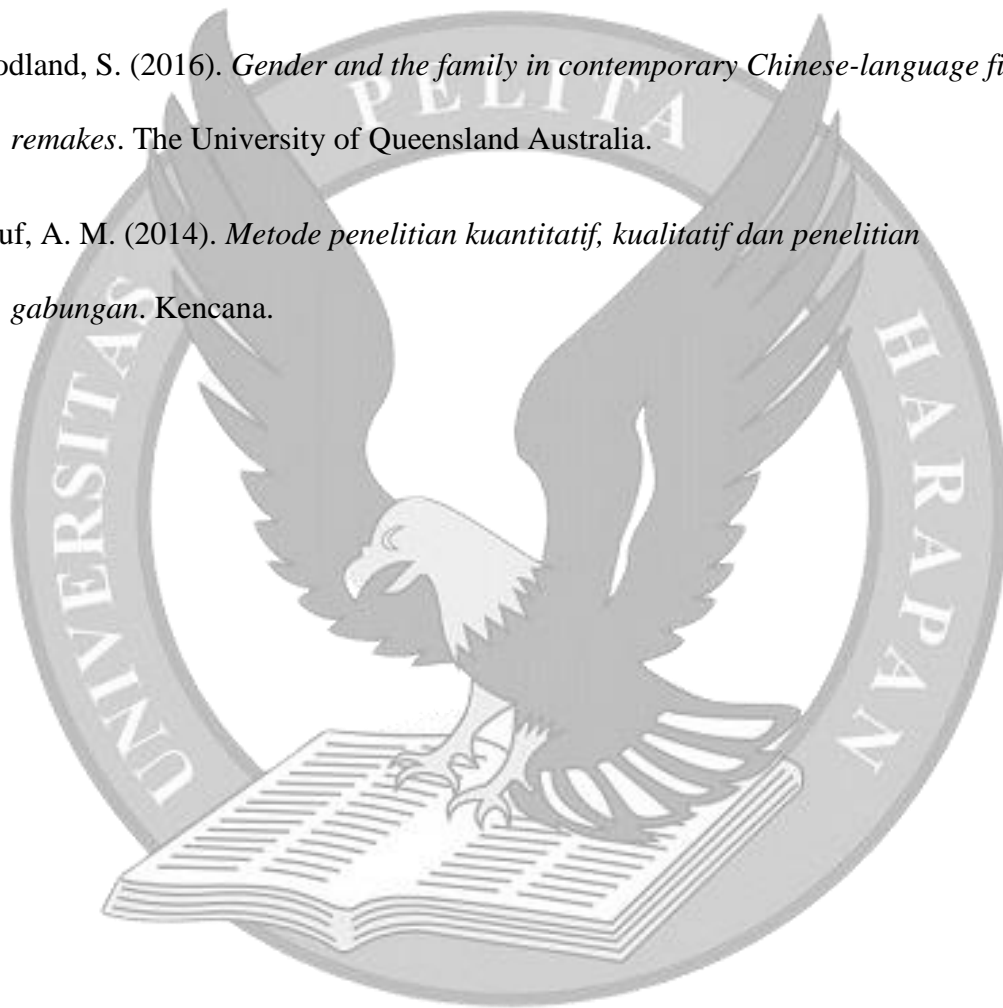 odland, S. (2016). Gender and the family in contemporary Chinese-language fi
remakes. The University of Queensland Australia.
uf, A. M. (2014). Metode penelitian kuantitatif, kualitatif dan penelitian
gabungan. Kencana.
UNIVERSITAS PELITA HARAPAN